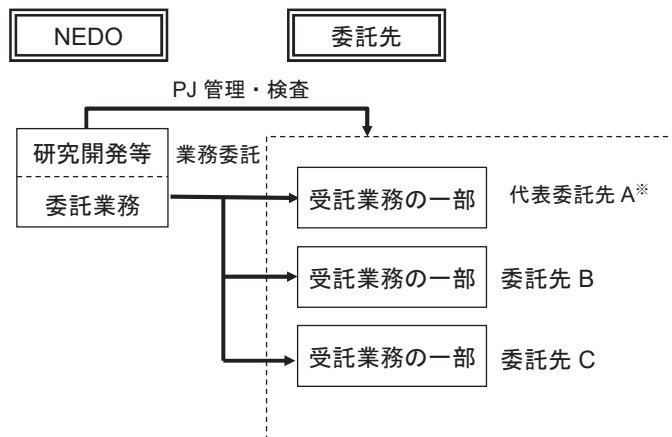 NEDO
委託先
PJ 管理・検査
研究開発等
業務委託
委託業務
受託業務の一部
代表委託先 A※
受託業務の一部
委託先 B
受託業務の一部
委託先 C